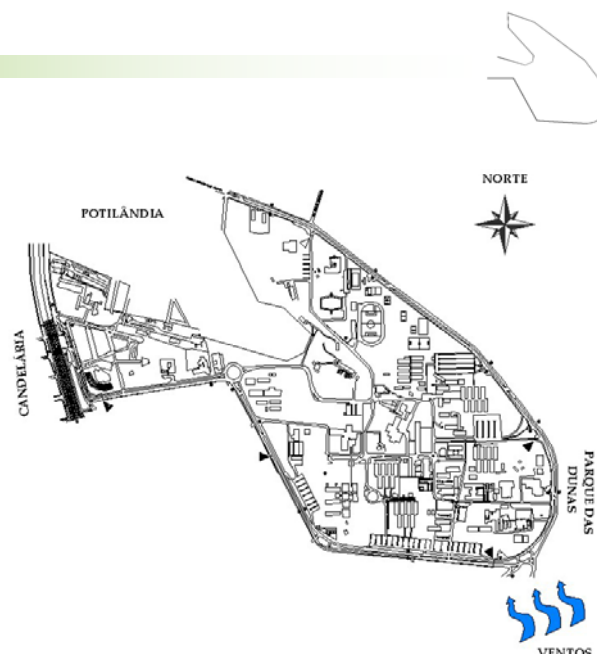 NORTE
POTILÂNDIA
CANDELÁRIA
PARQUE DAS
DUNAS
VENTOS